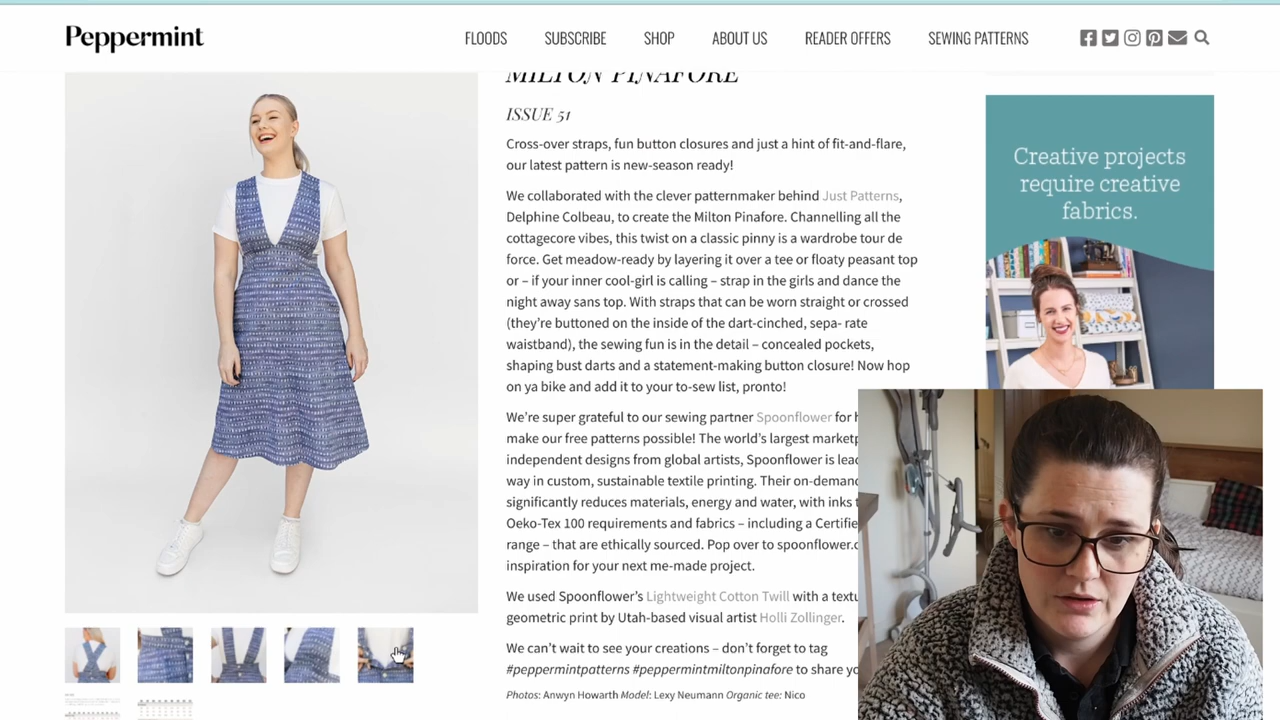 Peppermint
FLOODS SUBSCRIBE SHOP ABOUT US READER OFFERS SEWING PATTERNS
MILTON PINAFORE
ISSUE 51
Cross-over straps, fun button closures and just a hint of fit-and-flare,
our latest pattern is new-season ready!
We collaborated with the clever patternmaker behind Just Patterns,
Delphine Colbeau, to create the Milton Pinafore. Channelling all the
cottagecore vibes, this twist on a classic pinny is a wardrobe tour de
force. Get meadow-ready by layering it over a tee or floaty peasant top
or – if your inner cool-girl is calling – strap in the girls and dance the
night away sans top. With straps that can be worn straight or crossed
(they're buttoned on the inside of the dart-cinched, sepa- rate
waistband), the sewing fun is in the detail – concealed pockets,
shaping bust darts and a statement-making button closure! Now hop
on ya bike and add it to your to-sew list, pronto!
We're super grateful to our sewing partner Spoonflower for
make our free patterns possible! The world's largest
independent designs from global artists, Spoonflower is
way in custom, sustainable textile printing. Their on-demand
significantly reduces materials, energy and water, with inks
Oeko-Tex 100 requirements and fabrics – including a
range – that are ethically sourced. Pop over to
inspiration for your next me-made project.
We used Spoonflower's Lightweight Cotton Twill with a
geometric print by Utah-based visual artist Holli Zollinger.
We can't wait to see your creations – don't forget to tag
#peppermintpatterns #peppermintmiltonpinafore to share
Photos: Anwyn Howarth Model: Lexy Neumann Organic tee: Nico
Creative projects
require creative
fabrics.